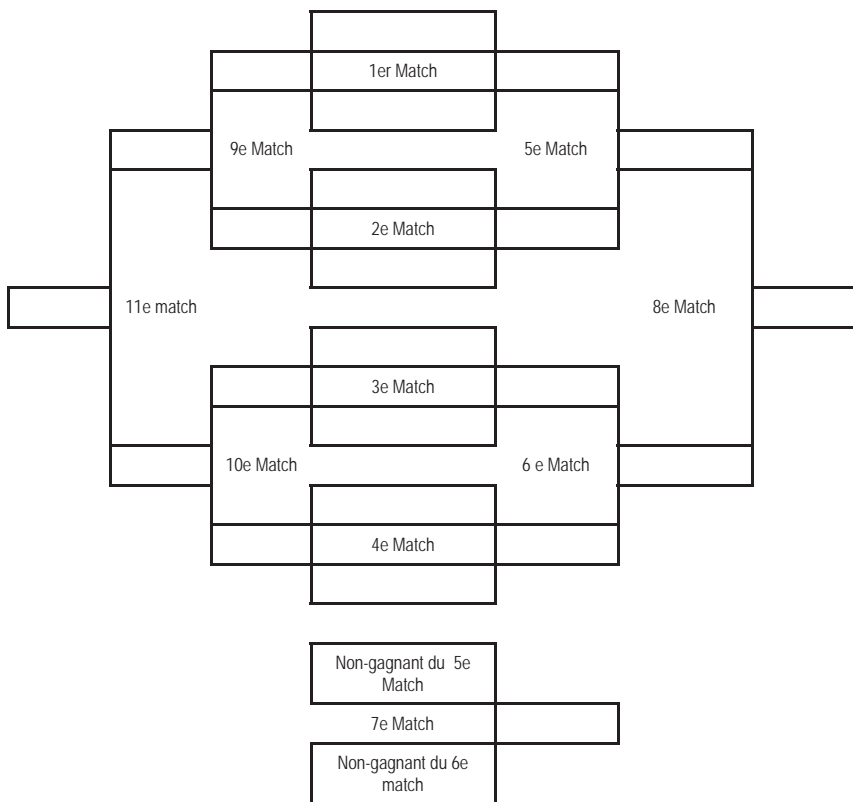 1er Match
9e Match
5e Match
2e Match
11e match
8e Match
3e Match
10e Match
6 e Match
4e Match
Non-gagnant du 5e
Match
7e Match
Non-gagnant du 6e
match